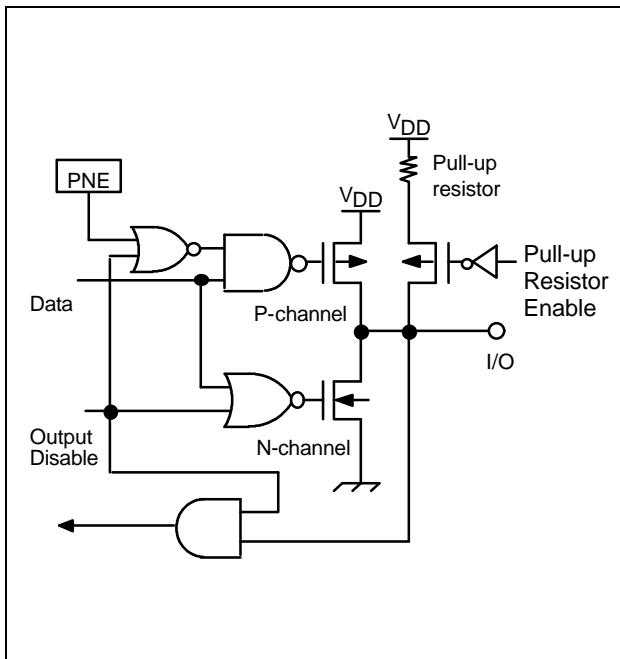 VDD
Pull-up
resistor
PNE
VDD
Pull-up
Resistor
Enable
Data
P-channel
I/O
Output
Disable
N-channel